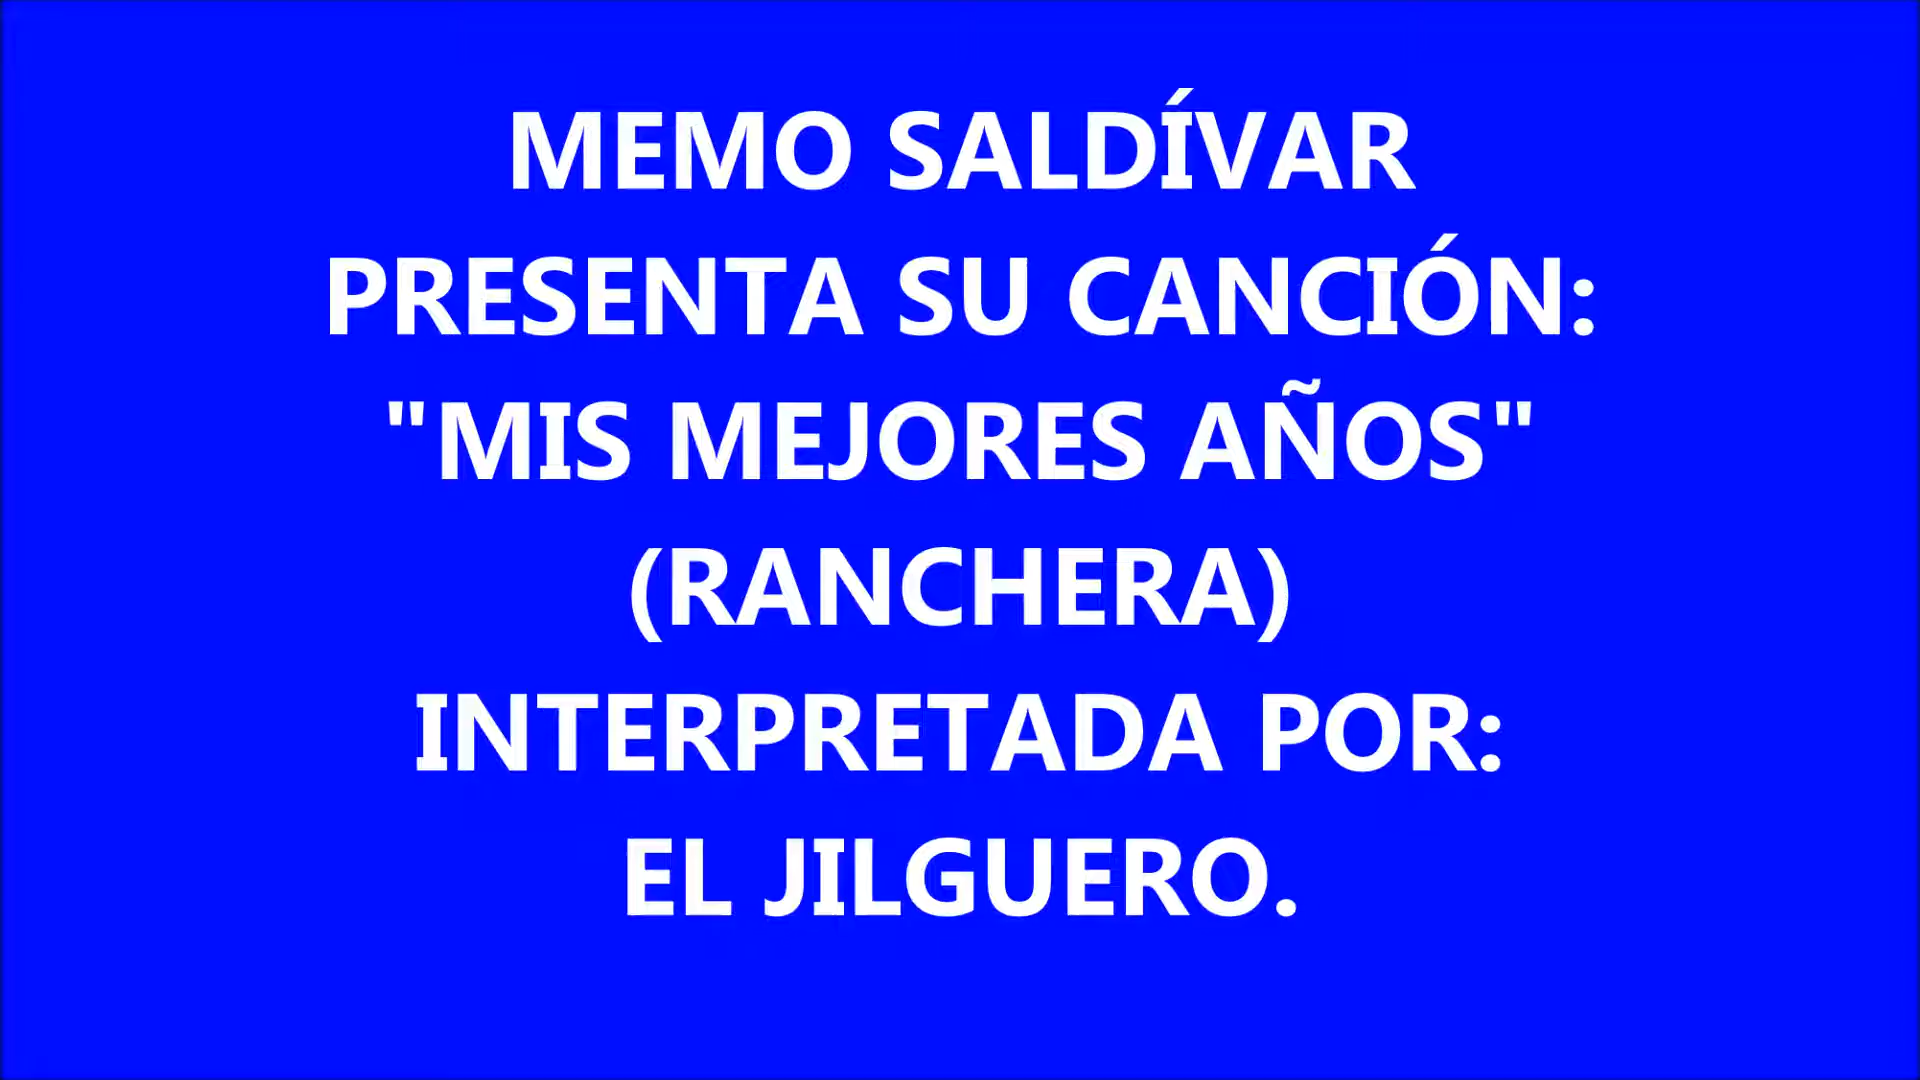 MEMO SALDÍVAR
PRESENTA SU CANCIÓN:
"MIS MEJORES AÑOS"
(RANCHERA)
INTERPRETADA POR:
EL JILGUERO.